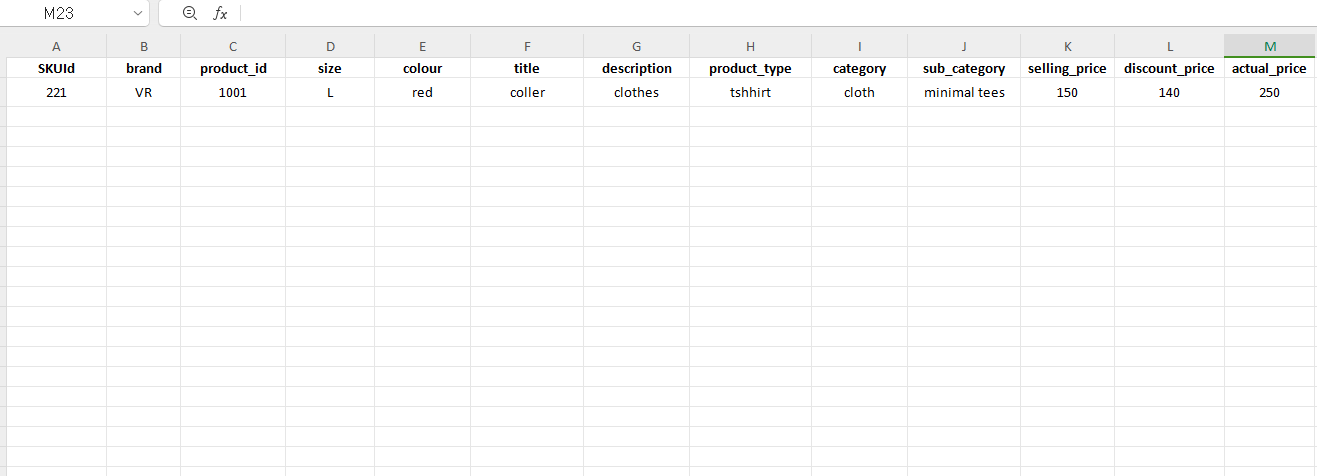 M23 fx
A B C D E F G H I J K L M
SKUId brand product_id size colour title description product_type category sub_category selling_price discount_price actual_price
221 VR 1001 L red coller clothes tshhirt cloth minimal tees 150 140 250